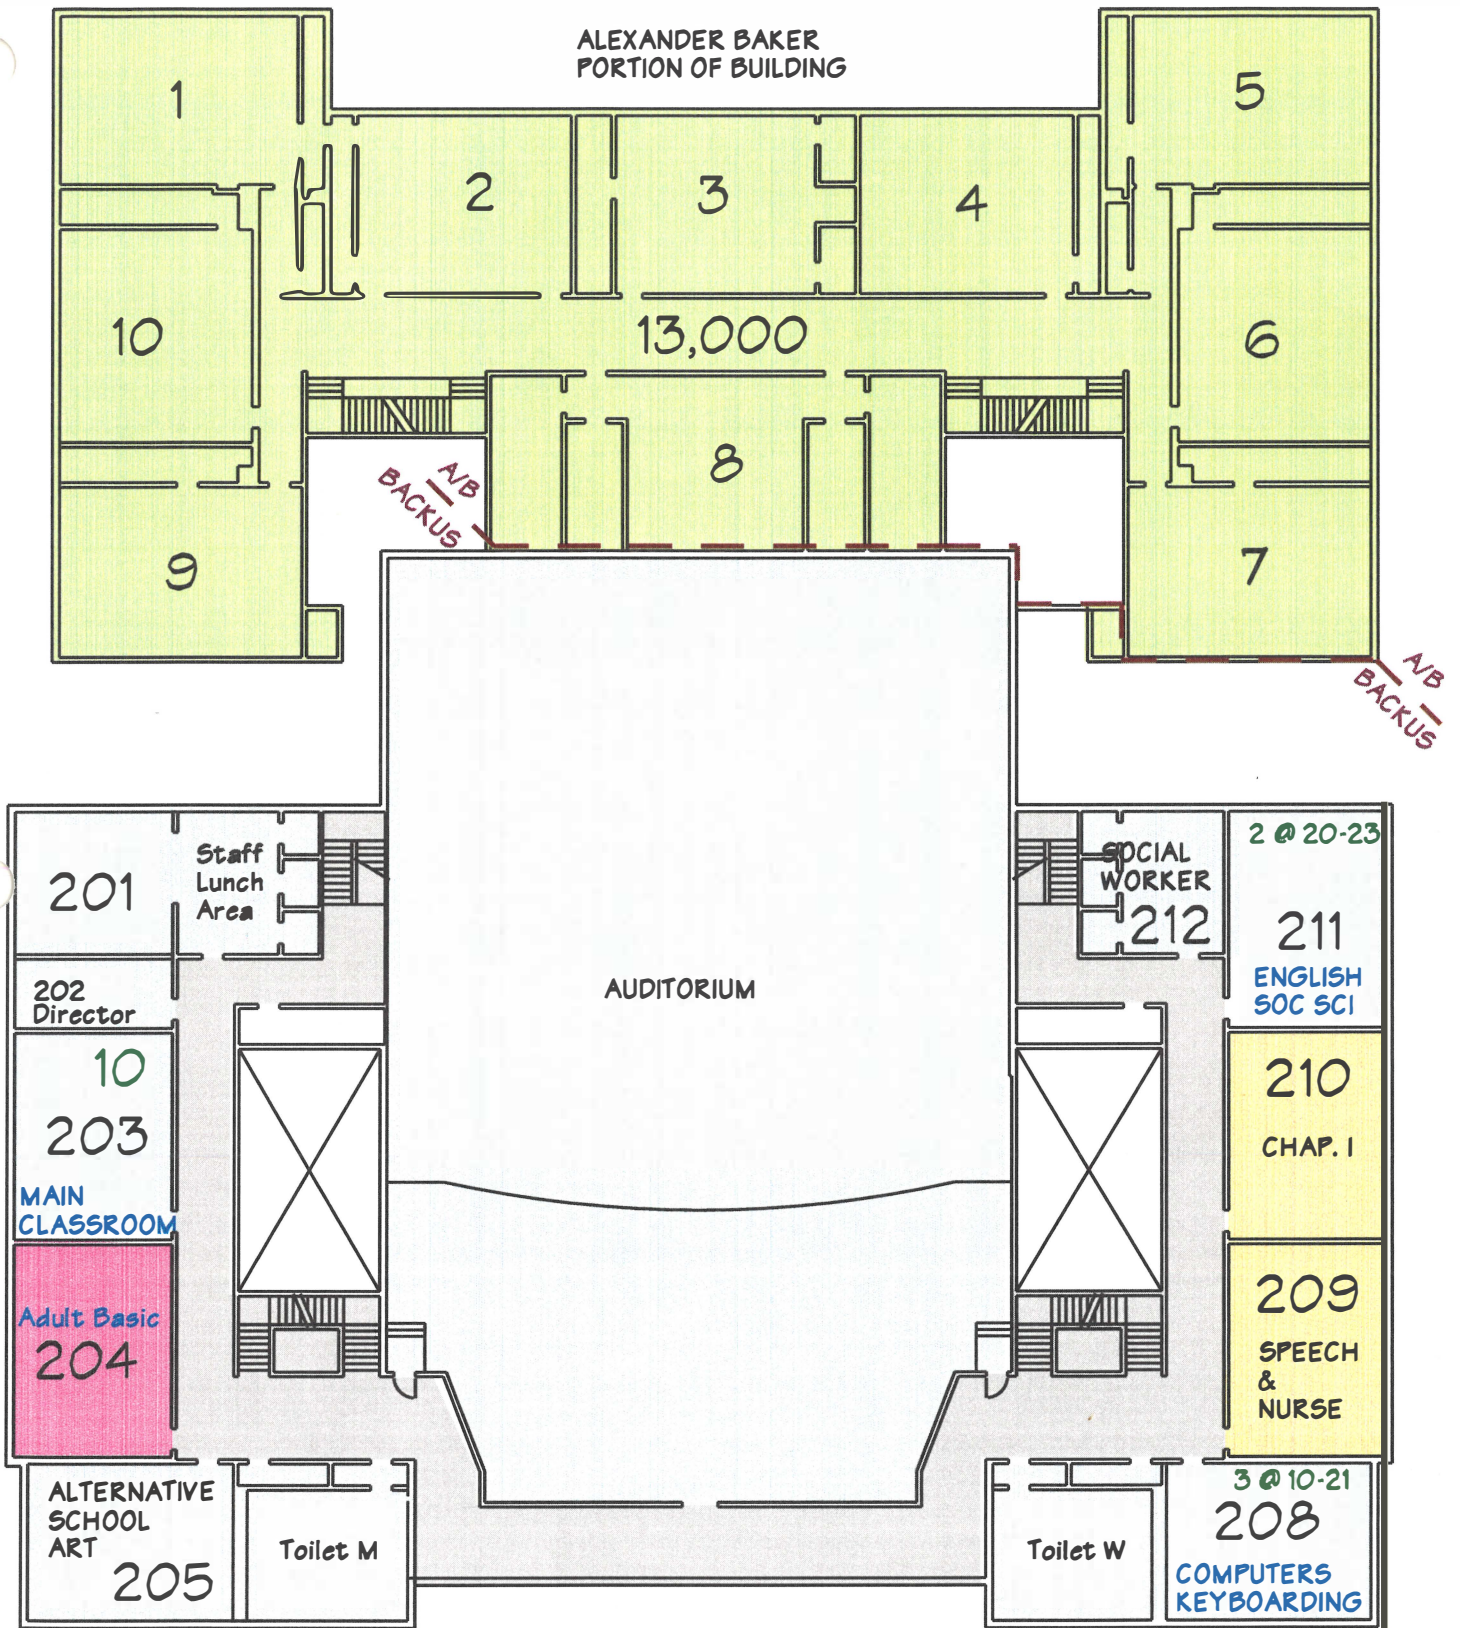 ALEXANDER BAKER
PORTION OF BUILDING
1
2
3
4
5
10
13,000
6
8
9
7
A/B
BACKUS
A/B
BACKUS
201
Staff
Lunch
Area
202
Director
10
203
MAIN
CLASSROOM
Adult Basic
204
ALTERNATIVE
SCHOOL
ART
205
Toilet M
AUDITORIUM
SOCIAL
WORKER
212
2 @ 20-23
211
ENGLISH
SOC SCI
210
CHAP. I
209
SPEECH
&
NURSE
3 @ 10-21
208
COMPUTERS
KEYBOARDING
Toilet W